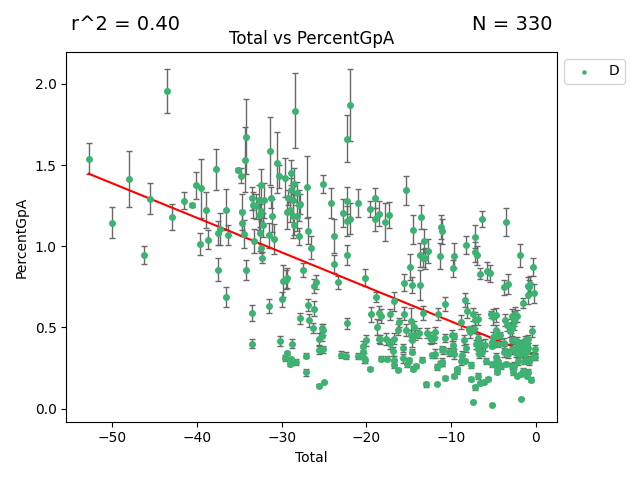 r^2 = 0.40
N = 330
Total vs PercentGpA
D
PercentGpA
2.0
1.5
1.0
0.5
0.0
−50
−40
−30
−20
−10
0
Total